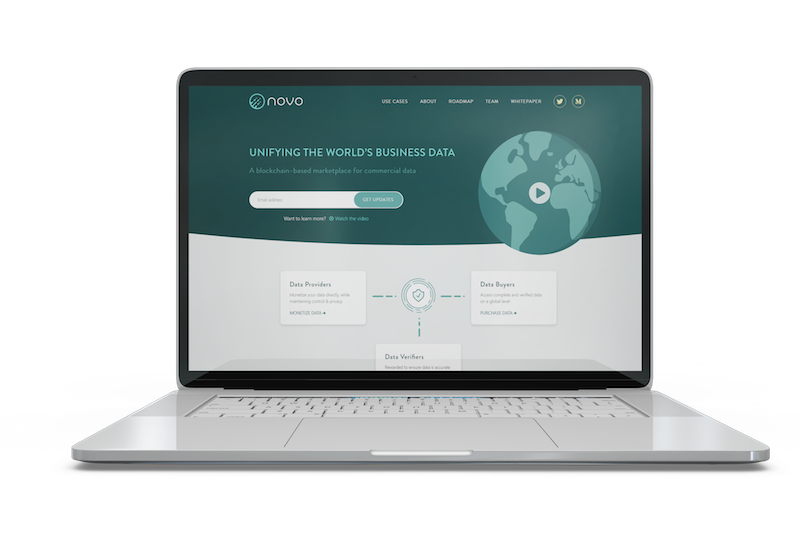 novo
USE CASES ABOUT ROADMAP TEAM WHITEPAPER
M
UNIFYING THE WORLD'S BUSINESS DATA
A blockchain-based marketplace for commercial data
Email address GET UPDATES
Want to learn more? Watch the video
Data Providers
Monetize your data directly, while
maintaining control & privacy
MONETIZE DATA
Data Buyers
Access complete and verified data
on a global level
PURCHASE DATA
Data Verifiers
Rewarded to ensure data is accurate